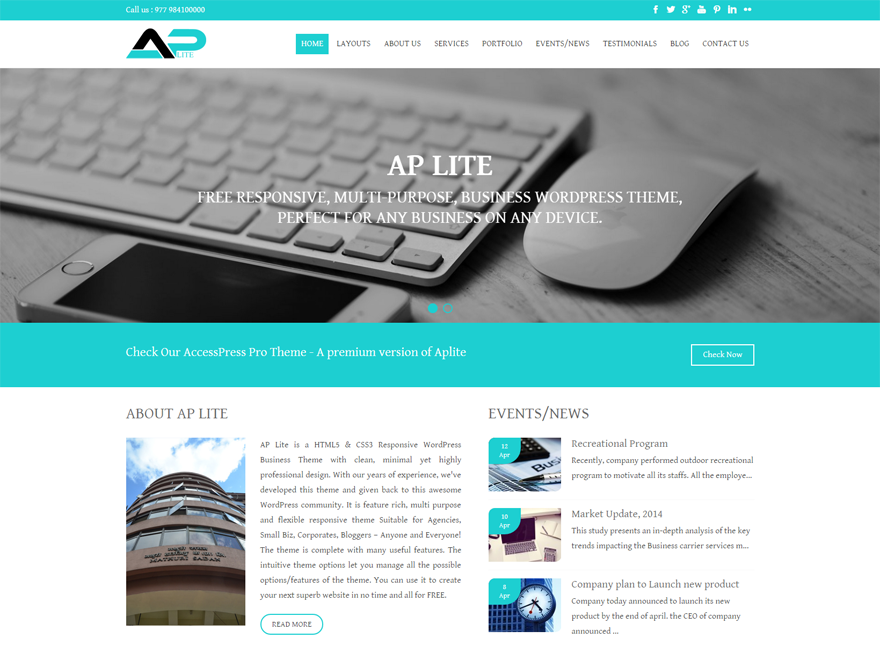 Call us : 977 984100000
AP
LITE
HOME LAYOUTS ABOUT US SERVICES PORTFOLIO EVENTS/NEWS TESTIMONIALS BLOG CONTACT US
AP LITE
FREE RESPONSIVE, MULTI-PURPOSE, BUSINESS WORDPRESS THEME,
PERFECT FOR ANY BUSINESS ON ANY DEVICE.
Check Our AccessPress Pro Theme - A premium version of Aplite
Check Now
ABOUT AP LITE
AP Lite is a HTML5 & CSS3 Responsive WordPress
Business Theme with clean, minimal yet highly
professional design. With our years of experience, we've
developed this theme and given back to this awesome
WordPress community. It is feature rich, multi purpose
and flexible responsive theme Suitable for Agencies,
Small Biz, Corporates, Bloggers – Anyone and Everyone!
The theme is complete with many useful features. The
intuitive theme options let you manage all the possible
options/features of the theme. You can use it to create
your next superb website in no time and all for FREE.
READ MORE
EVENTS/NEWS
12
Apr
Recreational Program
Recently, company performed outdoor recreational
program to motivate all its staffs. All the employe...
10
Apr
Market Update, 2014
This study presents an in-depth analysis of the key
trends impacting the Business carrier services m...
8
Apr
Company plan to Launch new product
Company today announced to launch its new
product by the end of april. the CEO of company
announced ...